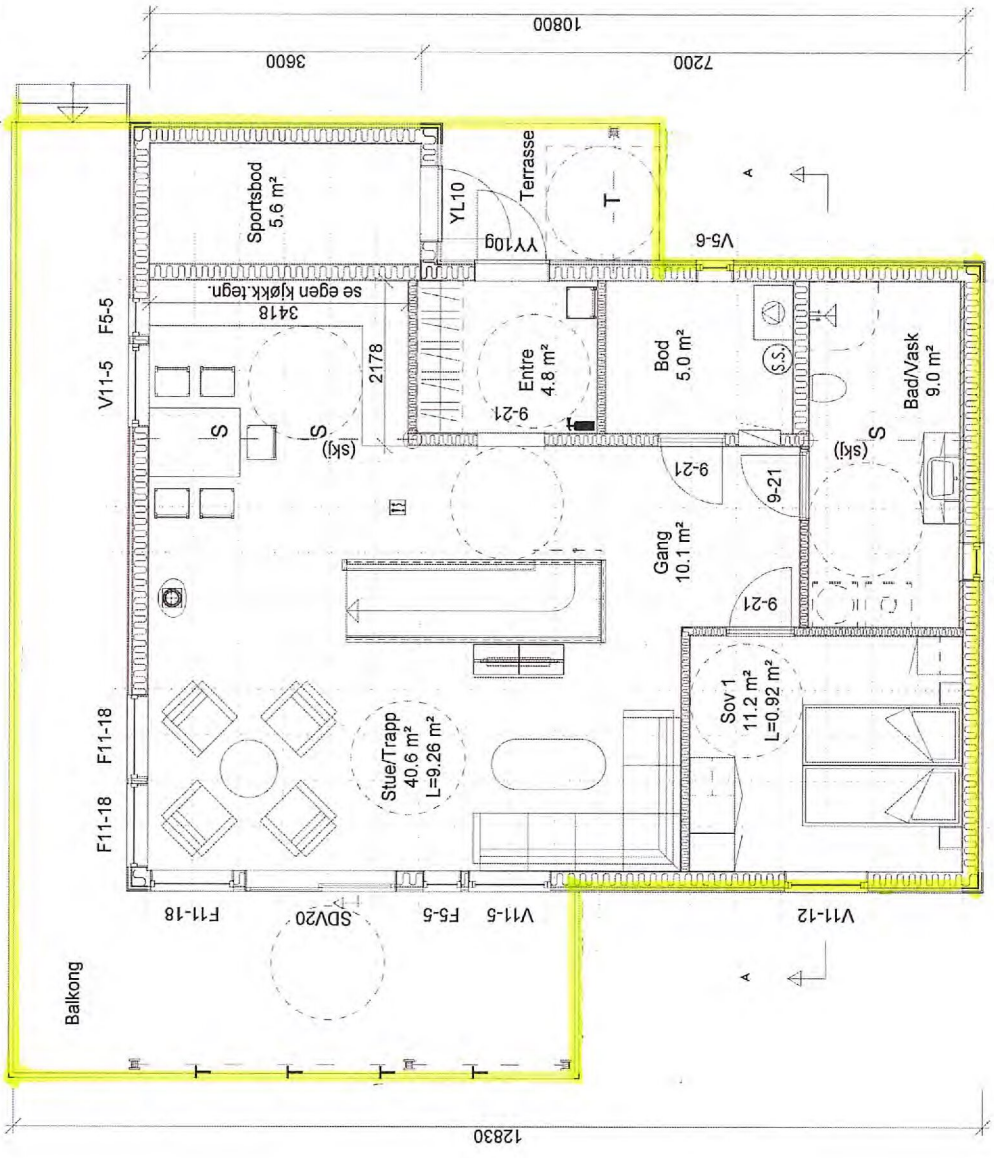 10800
3600
7200
Sportsbod
5.6 m²
YL10
Terrasse
T
YY10g
A
V5-6
V11-5
F5-5
se egen kjøkk.tegn.
3418
2178
S
S
(skj)
Entre
4.8 m²
9-21
Bod
5.0 m²
S.S.
Bad/Vask
9.0 m²
S
(skj)
9-21
9-21
9-21
Gang
10.1 m²
F11-18
F11-18
Stue/Trapp
40.6 m²
L=9.26 m²
Sov 1
11.2 m²
L=0.92 m²
F11-18
SDV20
F5-5
V11-5
V11-12
A
Balkong
12830